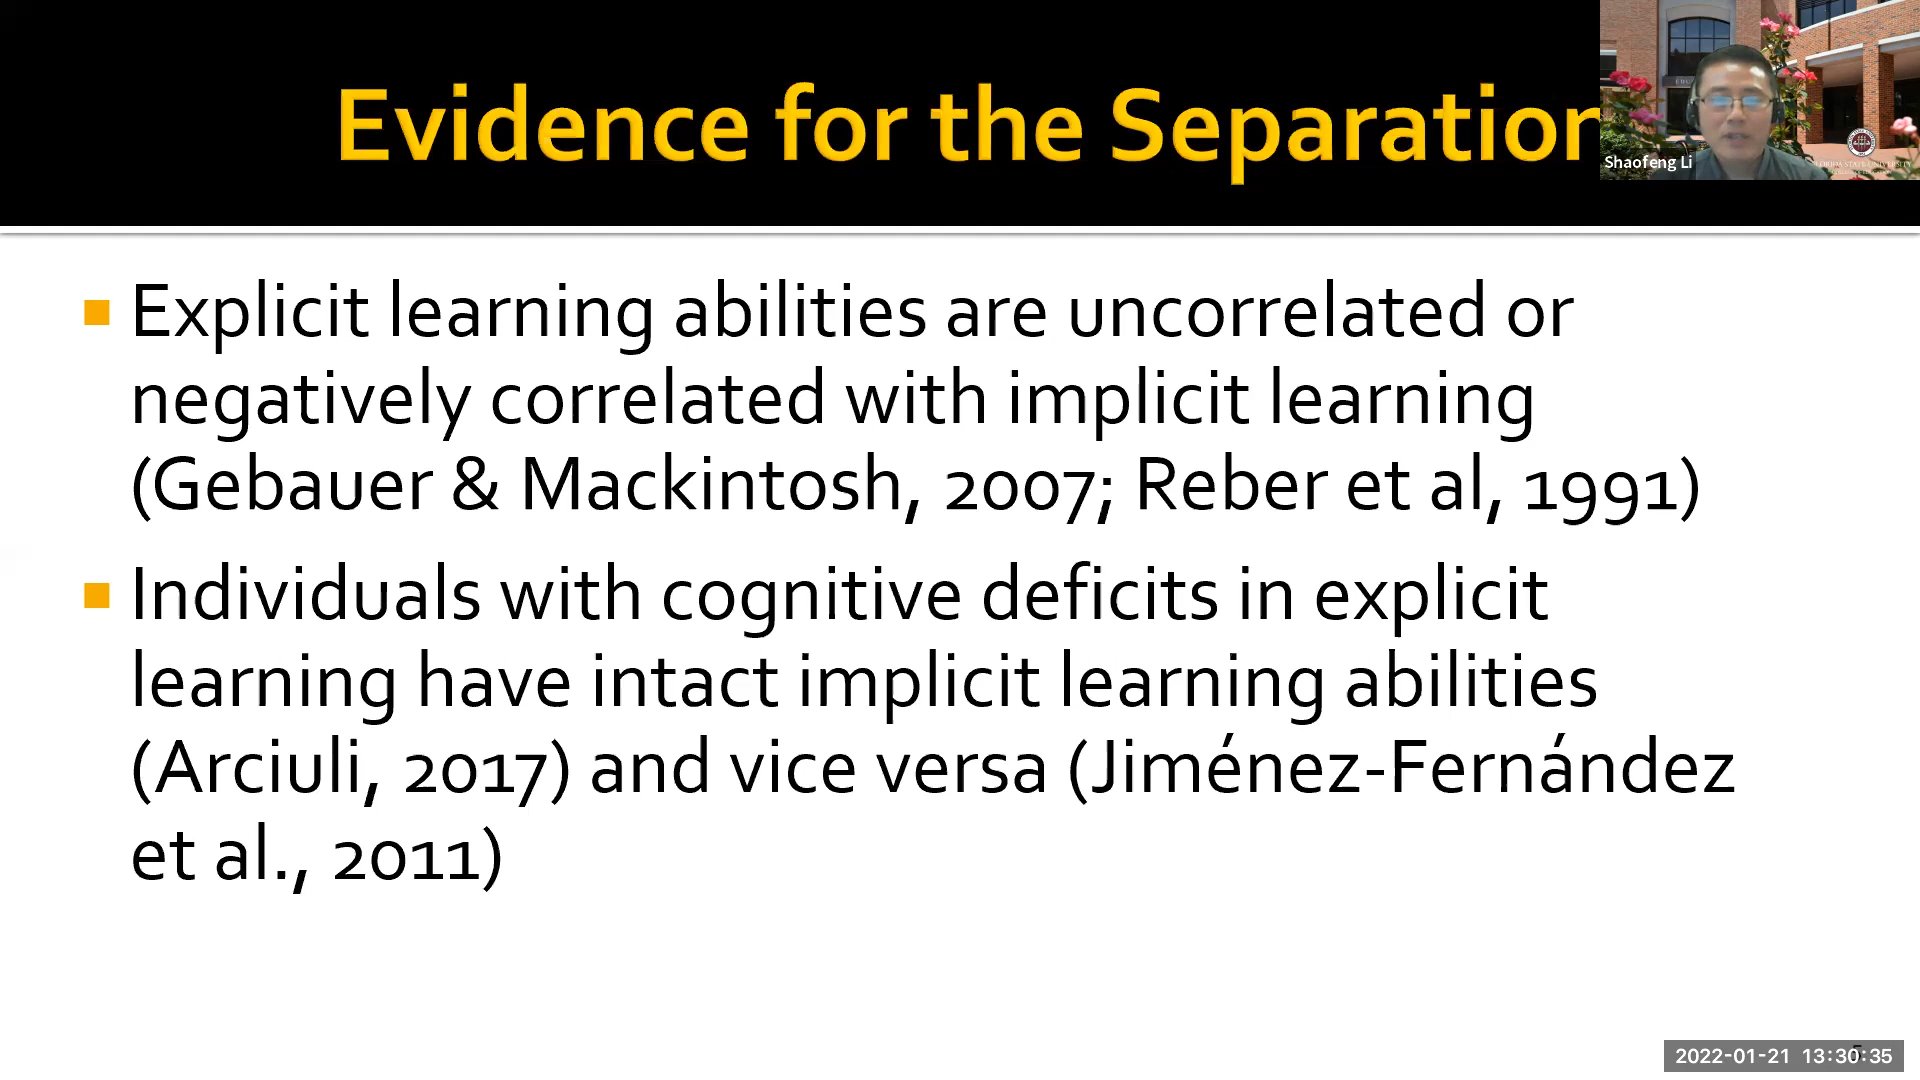 Evidence for the Separation
Shaofeng Li
Explicit learning abilities are uncorrelated or
negatively correlated with implicit learning
(Gebauer & Mackintosh, 2007; Reber et al, 1991)
Individuals with cognitive deficits in explicit
learning have intact implicit learning abilities
(Arciuli, 2017) and vice versa (Jiménez-Fernández
et al., 2011)
2022-01-21 13:30:35
5